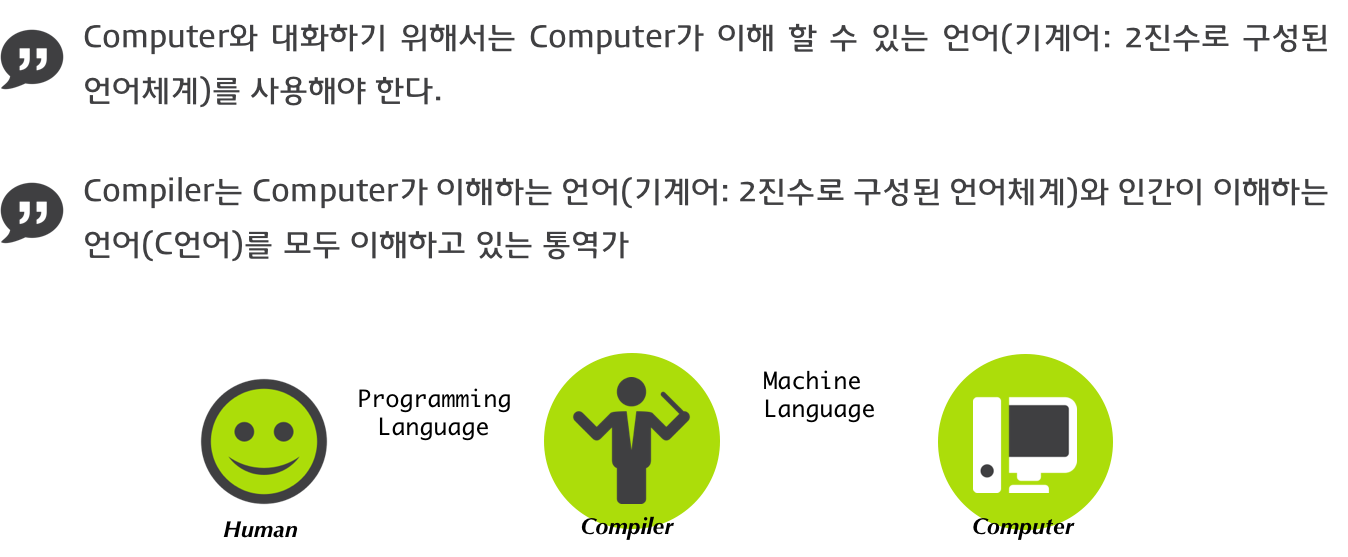 Computer와 대화하기 위해서는 Computer가 이해 할 수 있는 언어(기계어: 2진수로 구성된
언어체계)를 사용해야 한다.
Compiler는 Computer가 이해하는 언어(기계어: 2진수로 구성된 언어체계)와 인간이 이해하는
언어(C언어)를 모두 이해하고 있는 통역가
Programming
Language
Machine
Language
Human
Compiler
Computer